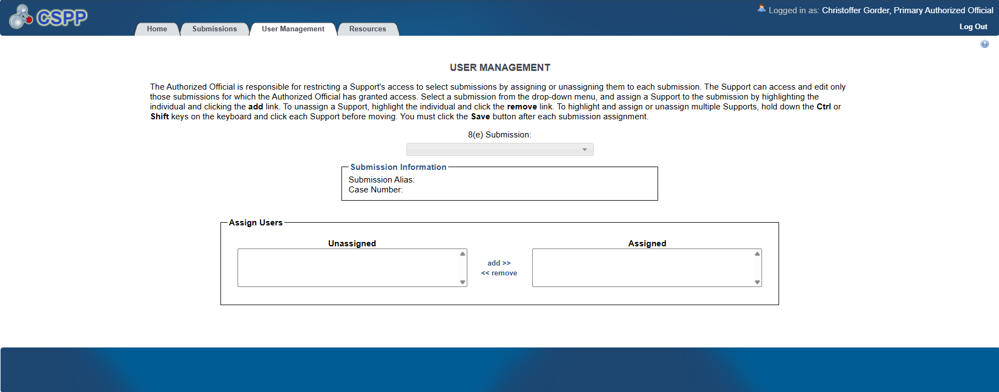 CSPP
Logged in as: Christoffer Gorder, Primary Authorized Official
Home
Submissions
User Management
Resources
Log Out
USER MANAGEMENT
The Authorized Official is responsible for restricting a Support's access to select submissions by assigning or unassigning them to each submission. The Support can access and edit only
those submissions for which the Authorized Official has granted access. Select a submission from the drop-down menu, and assign a Support to the submission by highlighting the
individual and clicking the add link. To unassign a Support, highlight the individual and click the remove link. To highlight and assign or unassign multiple Supports, hold down the Ctrl or
Shift keys on the keyboard and click each Support before moving. You must click the Save button after each submission assignment.
8(e) Submission:
Submission Information
Submission Alias:
Case Number:
Assign Users
Unassigned
Assigned
add >>
<< remove